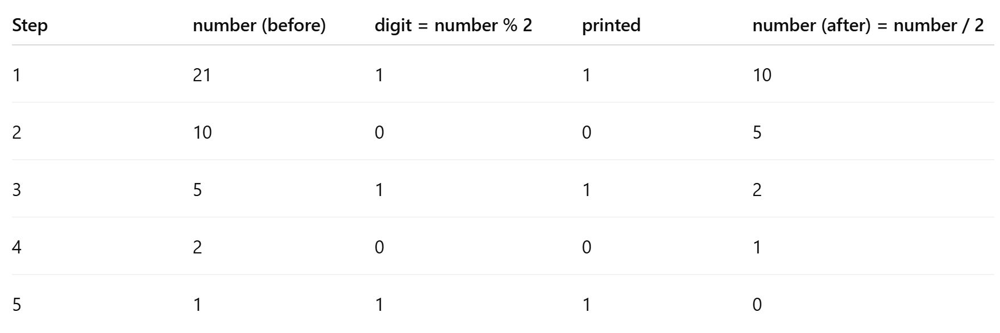 Step number (before) digit = number % 2 printed number (after) = number / 2
1 21 1 1 10
2 10 0 0 5
3 5 1 1 2
4 2 0 0 1
5 1 1 1 0